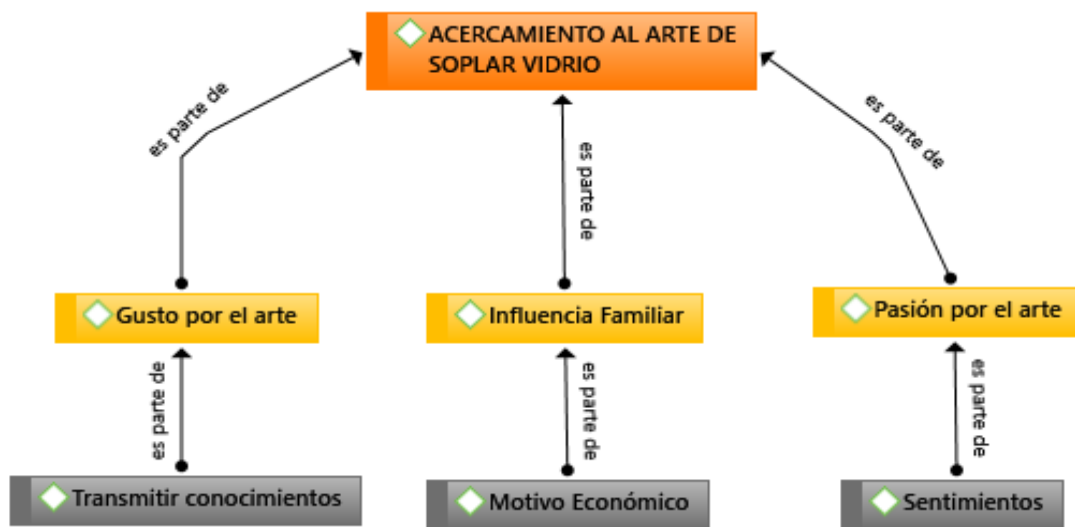 ACERCAMIENTO AL ARTE DE
SOPLAR VIDRIO
es parte de
es parte de
es parte de
Gusto por el arte
Influencia Familiar
Pasión por el arte
es parte de
es parte de
es parte de
Transmitir conocimientos
Motivo Económico
Sentimientos